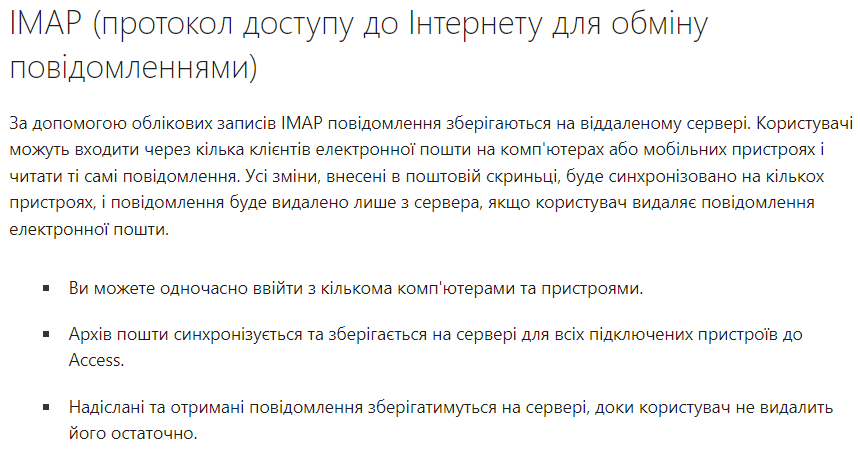 IMAP (протокол доступу до Інтернету для обміну
повідомленнями)
За допомогою облікових записів IMAP повідомлення зберігаються на віддаленому сервері. Користувачі
можуть входити через кілька клієнтів електронної пошти на комп'ютерах або мобільних пристроях і
читати ті самі повідомлення. Усі зміни, внесені в поштовій скриньці, буде синхронізовано на кількох
пристроях, і повідомлення буде видалено лише з сервера, якщо користувач видаляє повідомлення
електронної пошти.
▪ Ви можете одночасно ввійти з кількома комп'ютерами та пристроями.
▪ Архів пошти синхронізується та зберігається на сервері для всіх підключених пристроїв до
Access.
▪ Надіслані та отримані повідомлення зберігатимуться на сервері, доки користувач не видалить
його остаточно.